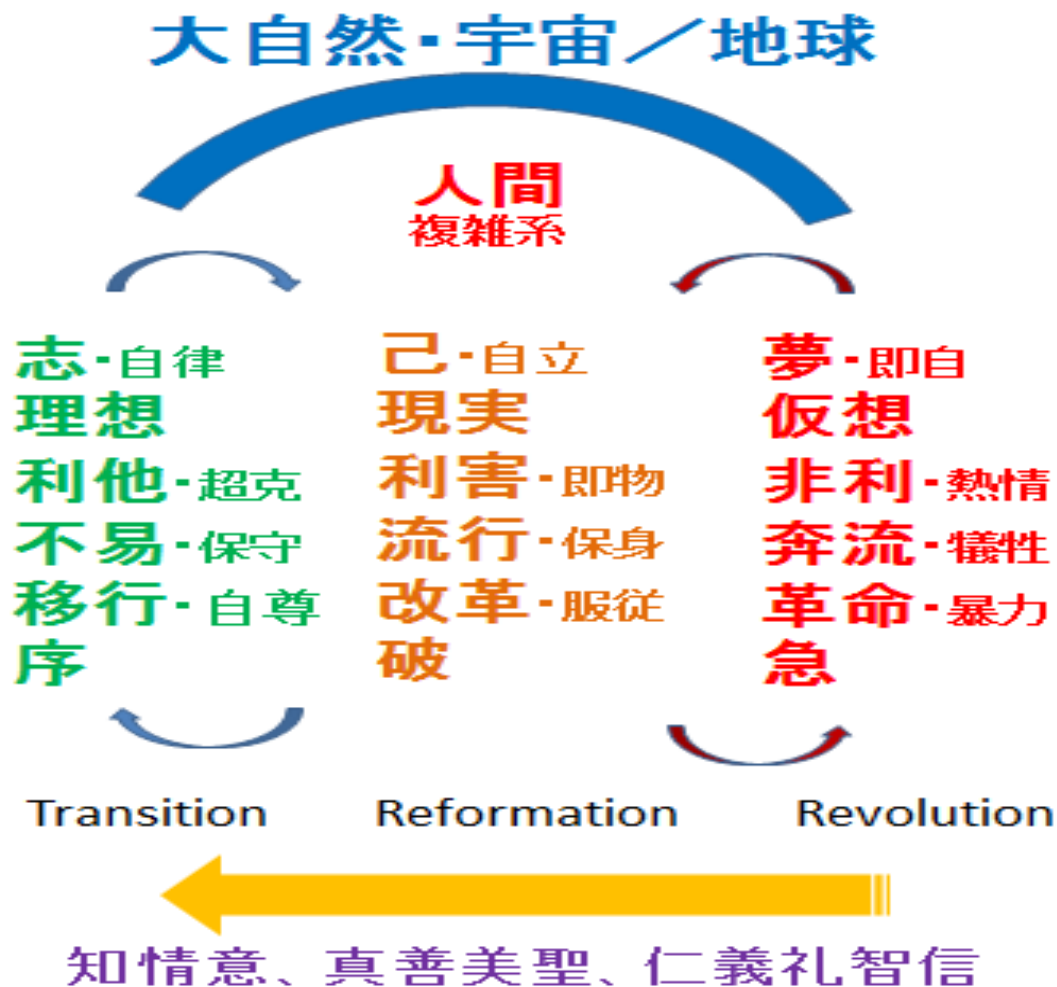 大自然・宇宙／地球
人間
複雑系
志・自律 己・自立 夢・即自
理想 現実 仮想
利他・超克 利害・即物 非利・熱情
不易・保守 流行・保身 奔流・犠牲
移行・自尊 改革・服従 革命・暴力
序 破 急
Transition Reformation Revolution
知情意、真善美聖、仁義礼智信